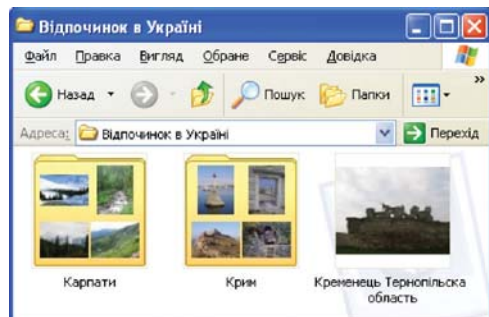 Відпочинок в Україні
Файл Правка Вигляд Обране Сервіс Довідка
Назад Пошук Папки »
Адреса: Відпочинок в Україні Перехід
Карпати Крим Кременець Тернопільска
область